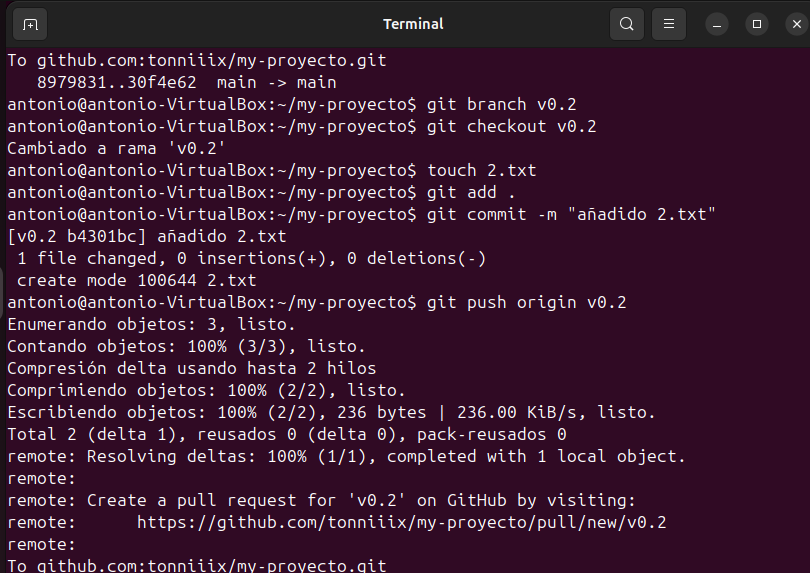 Terminal
To github.com:tonniiix/my-proyecto.git
   8979831..30f4e62  main -> main
antonio@antonio-VirtualBox:~/my-proyecto$ git branch v0.2
antonio@antonio-VirtualBox:~/my-proyecto$ git checkout v0.2
Cambiado a rama 'v0.2'
antonio@antonio-VirtualBox:~/my-proyecto$ touch 2.txt
antonio@antonio-VirtualBox:~/my-proyecto$ git add .
antonio@antonio-VirtualBox:~/my-proyecto$ git commit -m "añadido 2.txt"
[v0.2 b4301bc] añadido 2.txt
 1 file changed, 0 insertions(+), 0 deletions(-)
 create mode 100644 2.txt
antonio@antonio-VirtualBox:~/my-proyecto$ git push origin v0.2
Enumerando objetos: 3, listo.
Contando objetos: 100% (3/3), listo.
Compresión delta usando hasta 2 hilos
Comprimiendo objetos: 100% (2/2), listo.
Escribiendo objetos: 100% (2/2), 236 bytes | 236.00 KiB/s, listo.
Total 2 (delta 1), reusados 0 (delta 0), pack-reusados 0
remote: Resolving deltas: 100% (1/1), completed with 1 local object.
remote:
remote: Create a pull request for 'v0.2' on GitHub by visiting:
remote:      https://github.com/tonniiix/my-proyecto/pull/new/v0.2
remote:
To github.com:tonniiix/my-proyecto.git